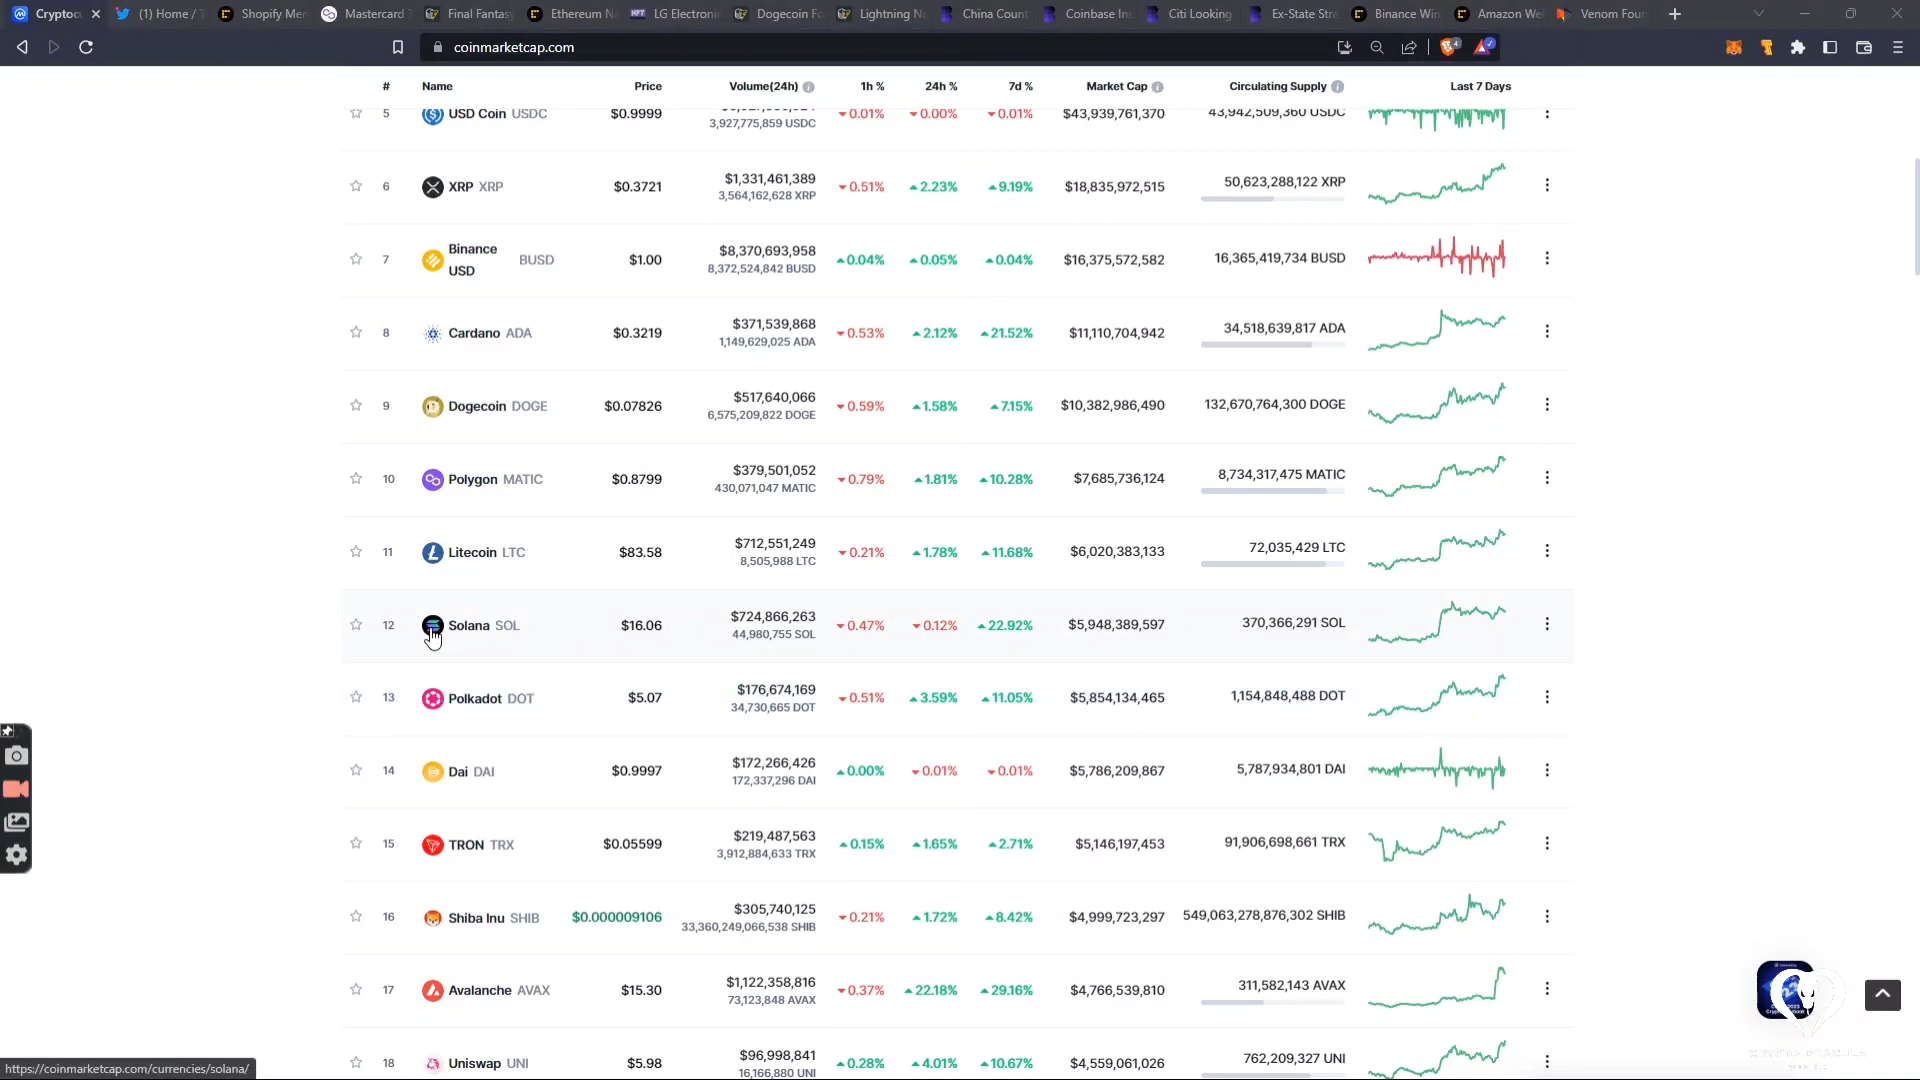 Cryptoc
(1) Home / T
Shopify Mer
Mastercard T
Final Fantasy
Ethereum N
LG Electroni
Dogecoin Fo
Lightning N
China Count
Coinbase Ins
Citi Looking
Ex-State Stre
Binance Win
Amazon We
Venom Foun
coinmarketcap.com
# Name Price Volume(24h) 1h % 24h % 7d % Market Cap Circulating Supply Last 7 Days
5 USD Coin USDC $0.9999 0.01% 0.00% 0.01% $43,939,761,370 43,942,509,360 USDC
3,927,775,859 USDC
6 XRP XRP $0.3721 $1,331,461,389 0.51% 2.23% 9.19% $18,835,972,515 50,623,288,122 XRP
3,564,162,628 XRP
7 Binance USD BUSD $1.00 $8,370,693,958 0.04% 0.05% 0.04% $16,375,572,582 16,365,419,734 BUSD
8,372,524,842 BUSD
8 Cardano ADA $0.3219 $371,539,868 0.53% 2.12% 21.52% $11,110,704,942 34,518,639,817 ADA
1,149,629,025 ADA
9 Dogecoin DOGE $0.07826 $517,640,066 0.59% 1.58% 7.15% $10,382,986,490 132,670,764,300 DOGE
6,575,209,822 DOGE
10 Polygon MATIC $0.8799 $379,501,052 0.79% 1.81% 10.28% $7,685,736,124 8,734,317,475 MATIC
430,071,047 MATIC
11 Litecoin LTC $83.58 $712,551,249 0.21% 1.78% 11.68% $6,020,383,133 72,035,429 LTC
8,505,988 LTC
12 Solana SOL $16.06 $724,866,263 0.47% 0.12% 22.92% $5,948,389,597 370,366,291 SOL
44,980,755 SOL
13 Polkadot DOT $5.07 $176,674,169 0.51% 3.59% 11.05% $5,854,134,465 1,154,848,488 DOT
34,730,665 DOT
14 Dai DAI $0.9997 $172,266,426 0.00% 0.01% 0.01% $5,786,209,867 5,787,934,801 DAI
172,337,296 DAI
15 TRON TRX $0.05599 $219,487,563 0.15% 1.65% 2.71% $5,146,197,453 91,906,698,661 TRX
3,912,884,633 TRX
16 Shiba Inu SHIB $0.000009106 $305,740,125 0.21% 1.72% 8.42% $4,999,723,297 549,063,278,876,302 SHIB
33,360,249,066,538 SHIB
17 Avalanche AVAX $15.30 $1,122,358,816 0.37% 22.18% 29.16% $4,766,539,810 311,582,143 AVAX
73,123,848 AVAX
18 Uniswap UNI $5.98 $96,998,841 0.28% 4.01% 10.67% $4,559,061,026 762,209,327 UNI
16,166,880 UNI
https://coinmarketcap.com/currencies/solana/